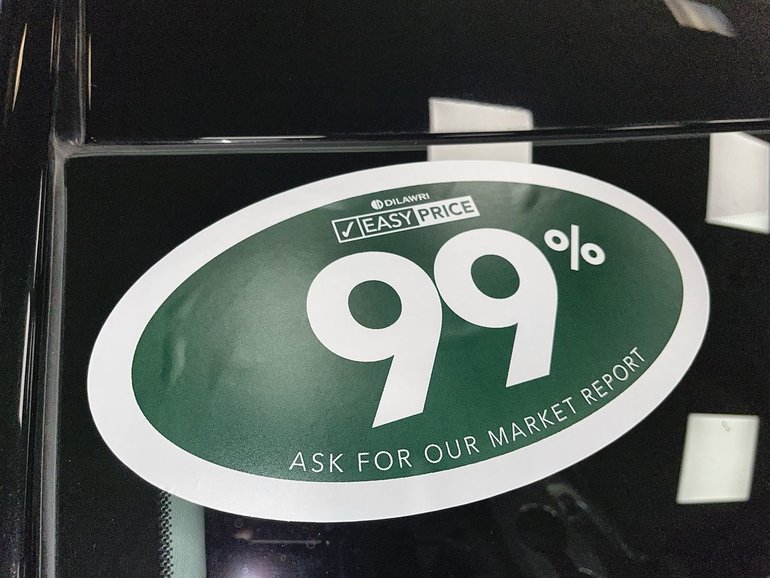 DILAWRI
✓ EASY PRICE
99%
ASK FOR OUR MARKET REPORT